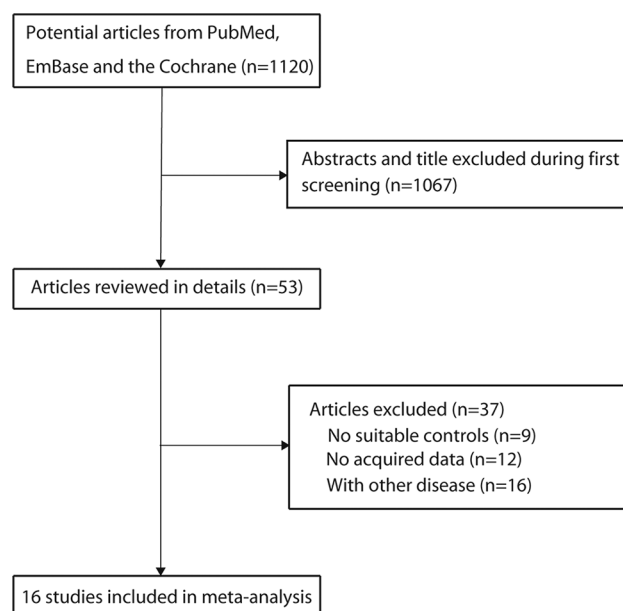 Potential articles from PubMed,
EmBase and the Cochrane (n=1120)
Abstracts and title excluded during first
screening (n=1067)
Articles reviewed in details (n=53)
Articles excluded (n=37)
No suitable controls (n=9)
No acquired data (n=12)
With other disease (n=16)
16 studies included in meta-analysis